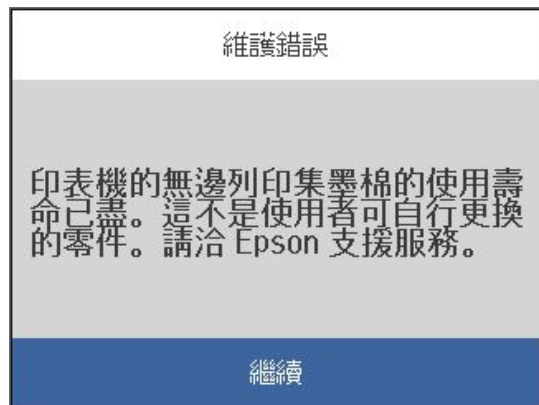 維護錯誤
印表機的無邊列印集墨棉的使用壽
命已盡。這不是使用者可自行更換
的零件。請洽 Epson 支援服務。
繼續